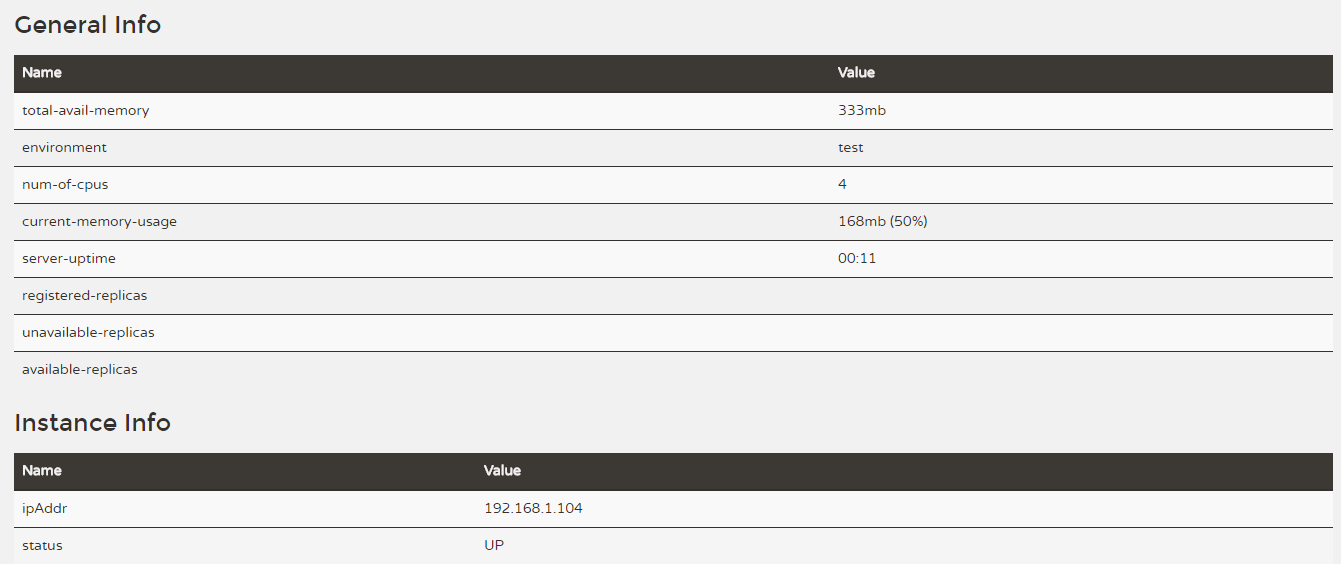 General Info
Name Value
total-avail-memory 333mb
environment test
num-of-cpus 4
current-memory-usage 168mb (50%)
server-uptime 00:11
registered-replicas
unavailable-replicas
available-replicas
Instance Info
Name Value
ipAddr 192.168.1.104
status UP